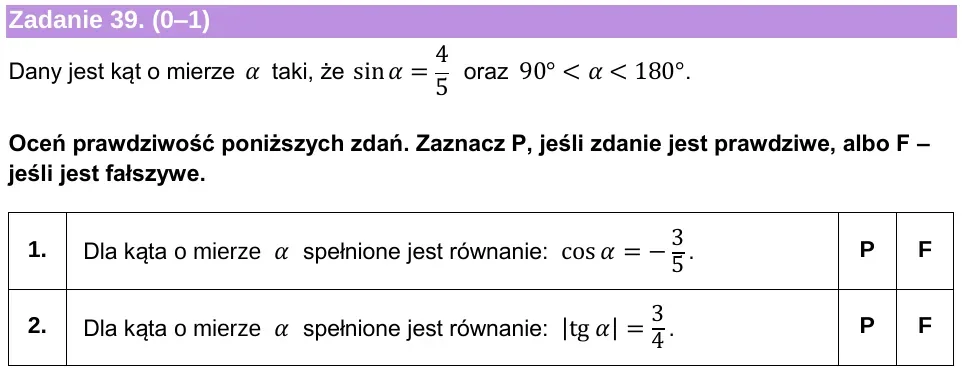 Zadanie 39. (0–1)
Dany jest kąt o mierze α taki, że sin α = 4/5 oraz 90° < α < 180°.
Oceń prawdziwość poniższych zdań. Zaznacz P, jeśli zdanie jest prawdziwe, albo F –
jeśli jest fałszywe.
1. Dla kąta o mierze α spełnione jest równanie: cos α = − 3/5. P F
2. Dla kąta o mierze α spełnione jest równanie: |tg α| = 3/4. P F